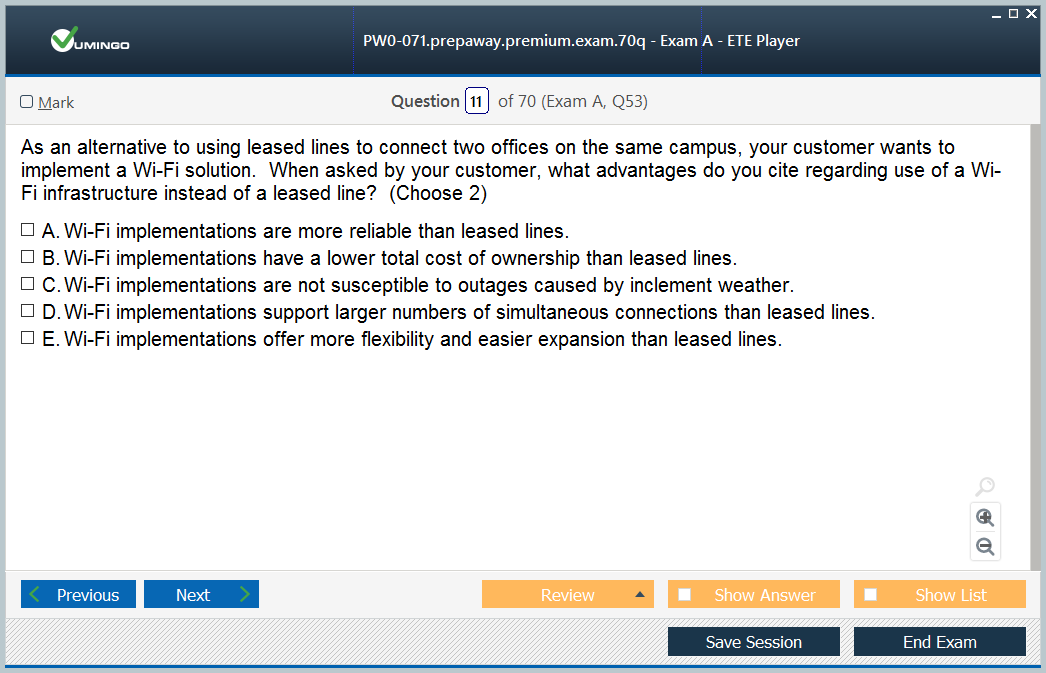 VUMINGO
PW0-071.prepaway.premium.exam.70q - Exam A - ETE Player
Mark
Question 11 of 70 (Exam A, Q53)
As an alternative to using leased lines to connect two offices on the same campus, your customer wants to
implement a Wi-Fi solution.  When asked by your customer, what advantages do you cite regarding use of a Wi-
Fi infrastructure instead of a leased line?  (Choose 2)
A. Wi-Fi implementations are more reliable than leased lines.
B. Wi-Fi implementations have a lower total cost of ownership than leased lines.
C. Wi-Fi implementations are not susceptible to outages caused by inclement weather.
D. Wi-Fi implementations support larger numbers of simultaneous connections than leased lines.
E. Wi-Fi implementations offer more flexibility and easier expansion than leased lines.
Previous Next Review Show Answer Show List
Save Session End Exam